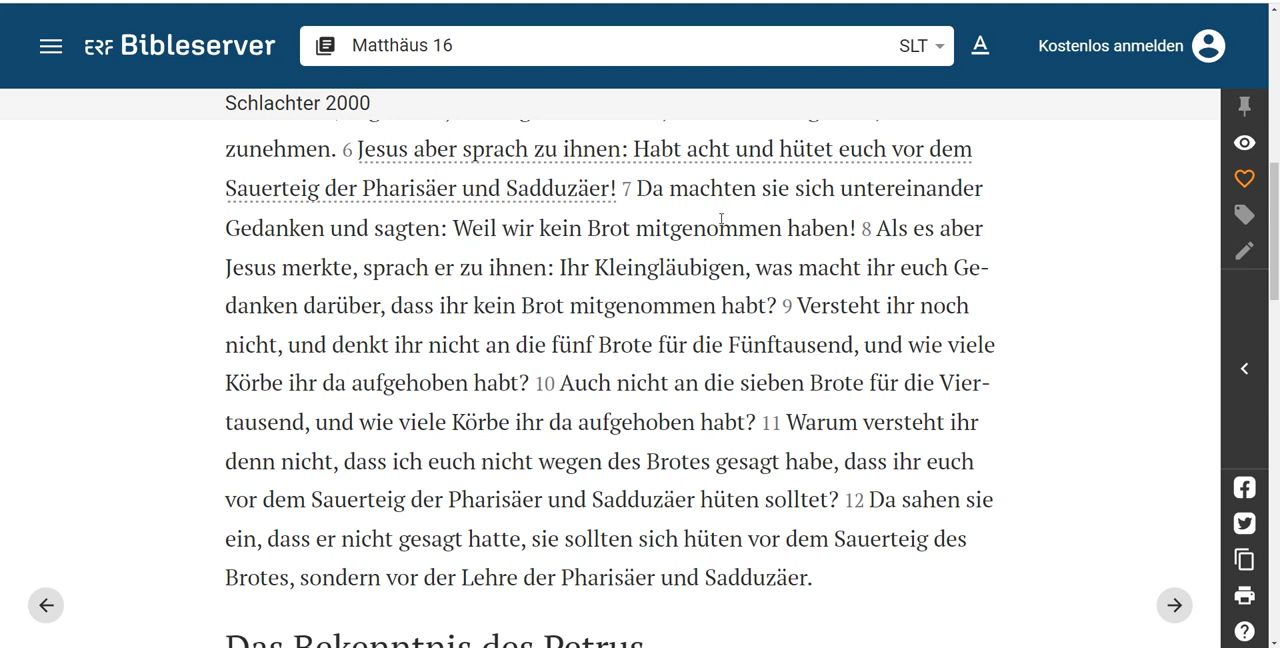 ERF Bibleserver
Matthäus 16
SLT
A
Kostenlos anmelden
Schlachter 2000
zunehmen. 6 Jesus aber sprach zu ihnen: Habt acht und hütet euch vor dem
Sauerteig der Pharisäer und Sadduzäer! 7 Da machten sie sich untereinander
Gedanken und sagten: Weil wir kein Brot mitgenommen haben! 8 Als es aber
Jesus merkte, sprach er zu ihnen: Ihr Kleingläubigen, was macht ihr euch Ge-
danken darüber, dass ihr kein Brot mitgenommen habt? 9 Versteht ihr noch
nicht, und denkt ihr nicht an die fünf Brote für die Fünftausend, und wie viele
Körbe ihr da aufgehoben habt? 10 Auch nicht an die sieben Brote für die Vier-
tausend, und wie viele Körbe ihr da aufgehoben habt? 11 Warum versteht ihr
denn nicht, dass ich euch nicht wegen des Brotes gesagt habe, dass ihr euch
vor dem Sauerteig der Pharisäer und Sadduzäer hüten solltet? 12 Da sahen sie
ein, dass er nicht gesagt hatte, sie sollten sich hüten vor dem Sauerteig des
Brotes, sondern vor der Lehre der Pharisäer und Sadduzäer.
Das Bekenntnis des Petrus